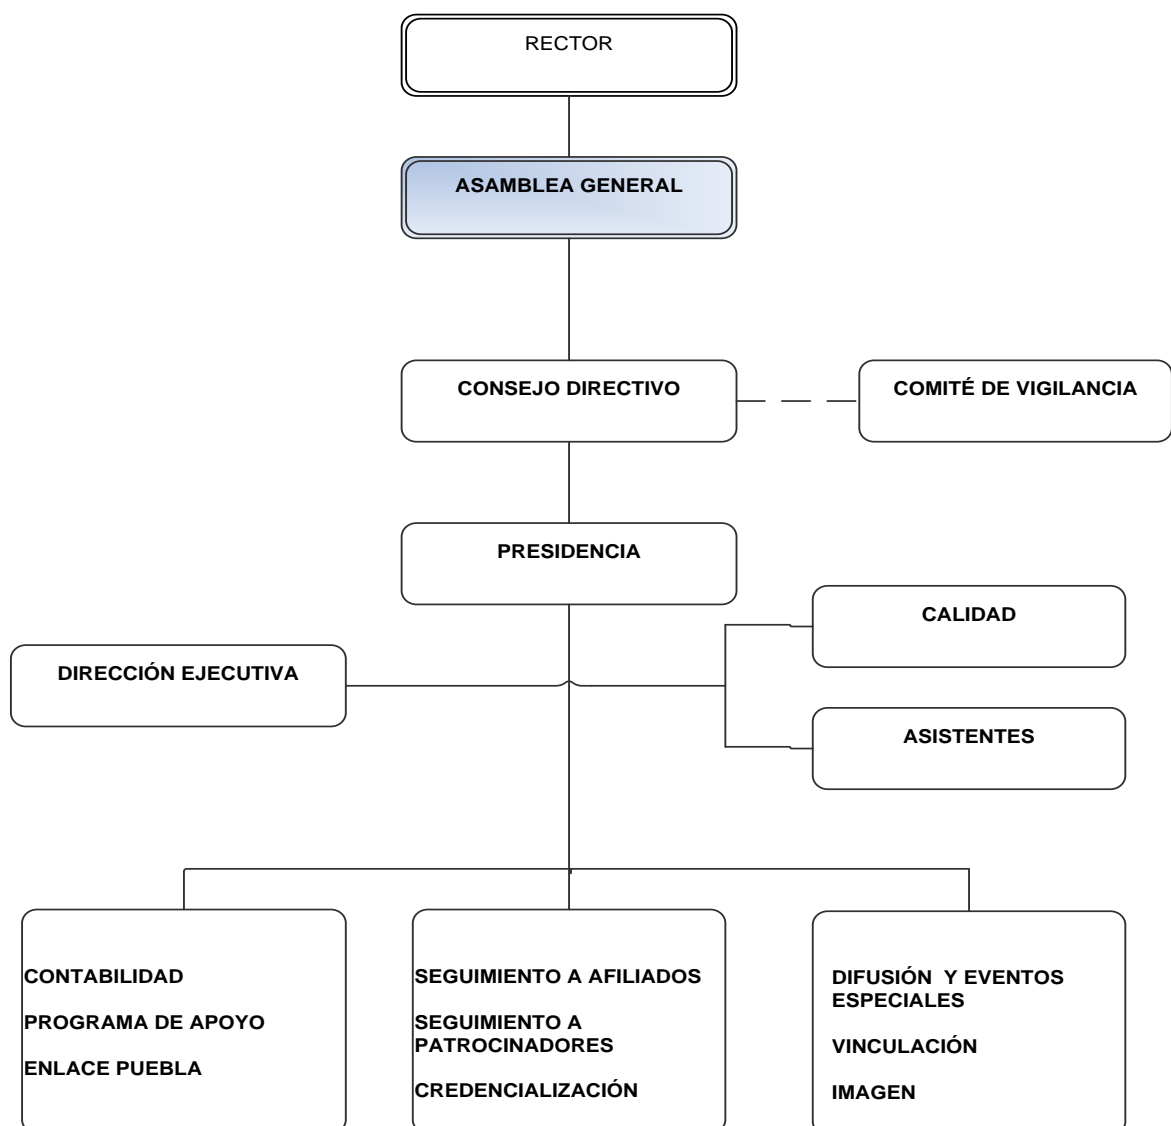 RECTOR
ASAMBLEA GENERAL
CONSEJO DIRECTIVO
COMITÉ DE VIGILANCIA
PRESIDENCIA
CALIDAD
DIRECCIÓN EJECUTIVA
ASISTENTES
CONTABILIDAD
PROGRAMA DE APOYO
ENLACE PUEBLA
SEGUIMIENTO A AFILIADOS
SEGUIMIENTO A
PATROCINADORES
CREDENCIALIZACIÓN
DIFUSIÓN Y EVENTOS
ESPECIALES
VINCULACIÓN
IMAGEN